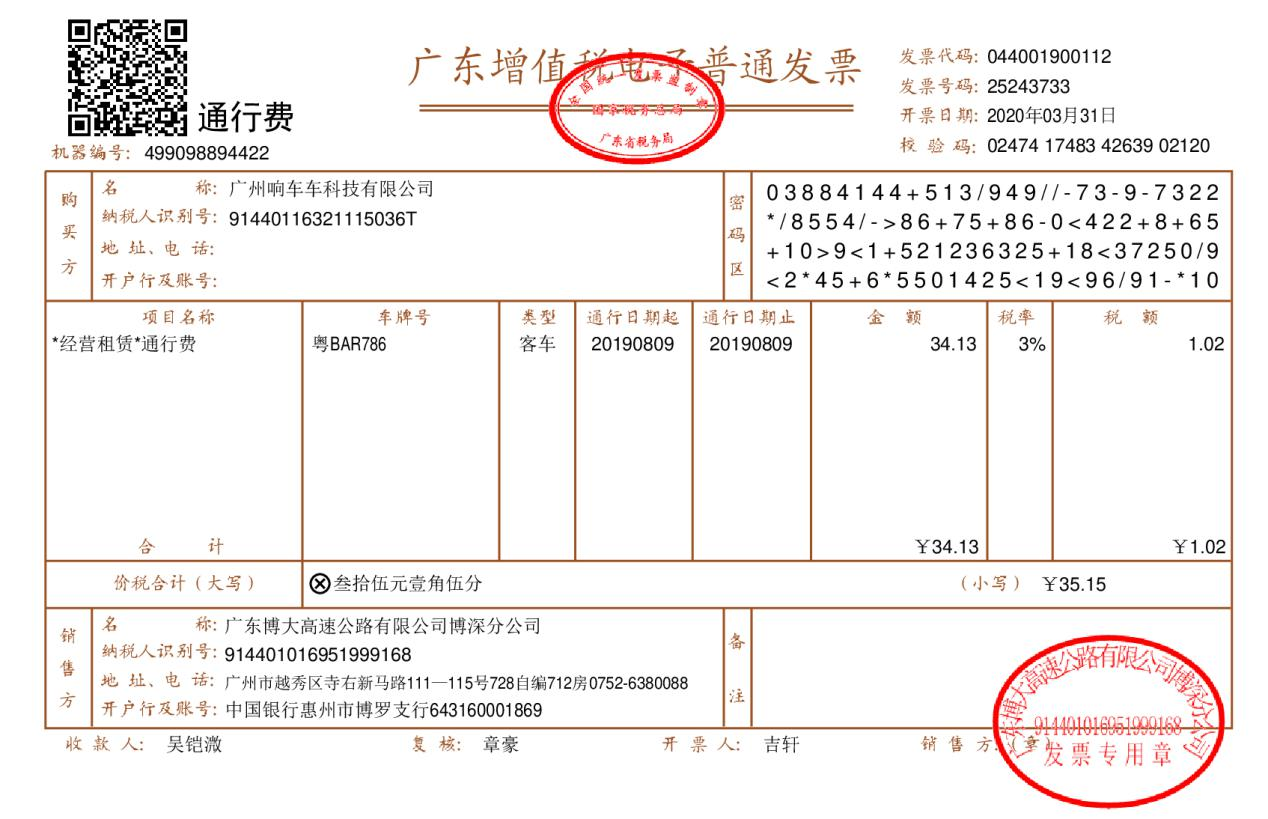 广东增值税电子普通发票
全国统一发票监制章
国家税务总局
广东省税务局
通行费
机器编号: 499098894422
发票代码: 044001900112
发票号码: 25243733
开票日期: 2020年03月31日
校 验 码: 02474 17483 42639 02120
购买方
名 称: 广州响车车科技有限公司
纳税人识别号: 91440116321115036T
地 址、电 话:
开户行及账号:
密码区
03884144+513/949//-73-9-7322
*/8554/->86+75+86-0<422+8+65
+10>9<1+521236325+18<37250/9
<2*45+6*5501425<19<96/91-*10
项目名称 车牌号 类型 通行日期起 通行日期止 金 额 税率 税 额
*经营租赁*通行费 粤BAR786 客车 20190809 20190809 34.13 3% 1.02
合 计 ￥34.13 ￥1.02
价税合计（大写） ⊗叁拾伍元壹角伍分 （小写） ￥35.15
销售方
名 称: 广东博大高速公路有限公司博深分公司
纳税人识别号: 914401016951999168
地 址、电 话: 广州市越秀区寺右新马路111—115号728自编712房0752-6380088
开户行及账号: 中国银行惠州市博罗支行643160001869
备注
收 款 人: 吴铠溦 复 核: 章豪 开 票 人: 吉轩 销 售 方:（章）
广东博大高速公路有限公司博深分公司
914401016951999168
发票专用章